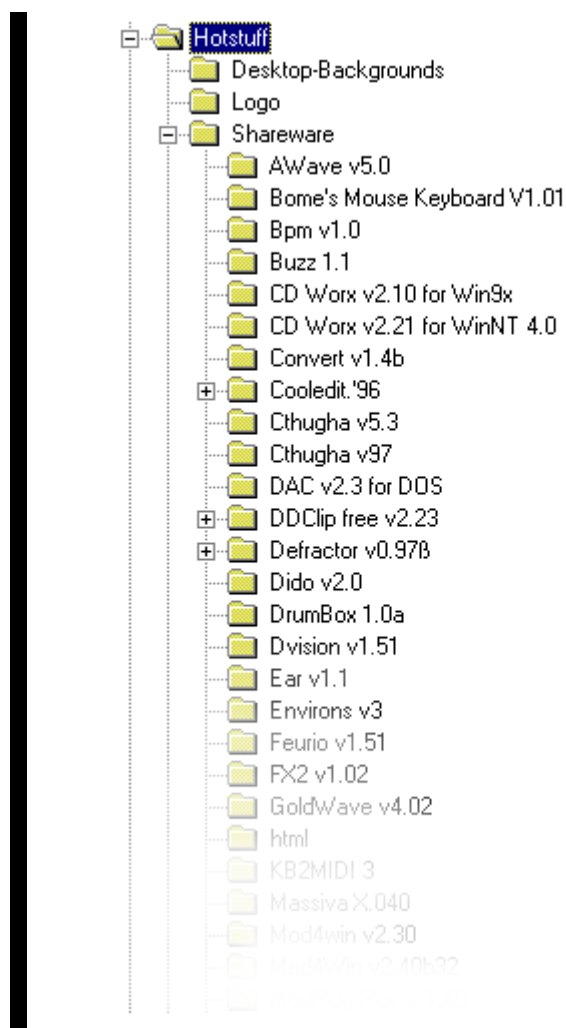 Hotstuff
Desktop-Backgrounds
Logo
Shareware
AWave v5.0
Bome's Mouse Keyboard V1.01
Bpm v1.0
Buzz 1.1
CD Worx v2.10 for Win9x
CD Worx v2.21 for WinNT 4.0
Convert v1.4b
Cooledit.'96
Cthugha v5.3
Cthugha v97
DAC v2.3 for DOS
DDClip free v2.23
Defractor v0.97ß
Dido v2.0
DrumBox 1.0a
Dvision v1.51
Ear v1.1
Environs v3
Feurio v1.51
FX2 v1.02
GoldWave v4.02
html
KB2MIDI 3
Massiva X.040
Mod4win v2.30
Mod4Win v2.40b32